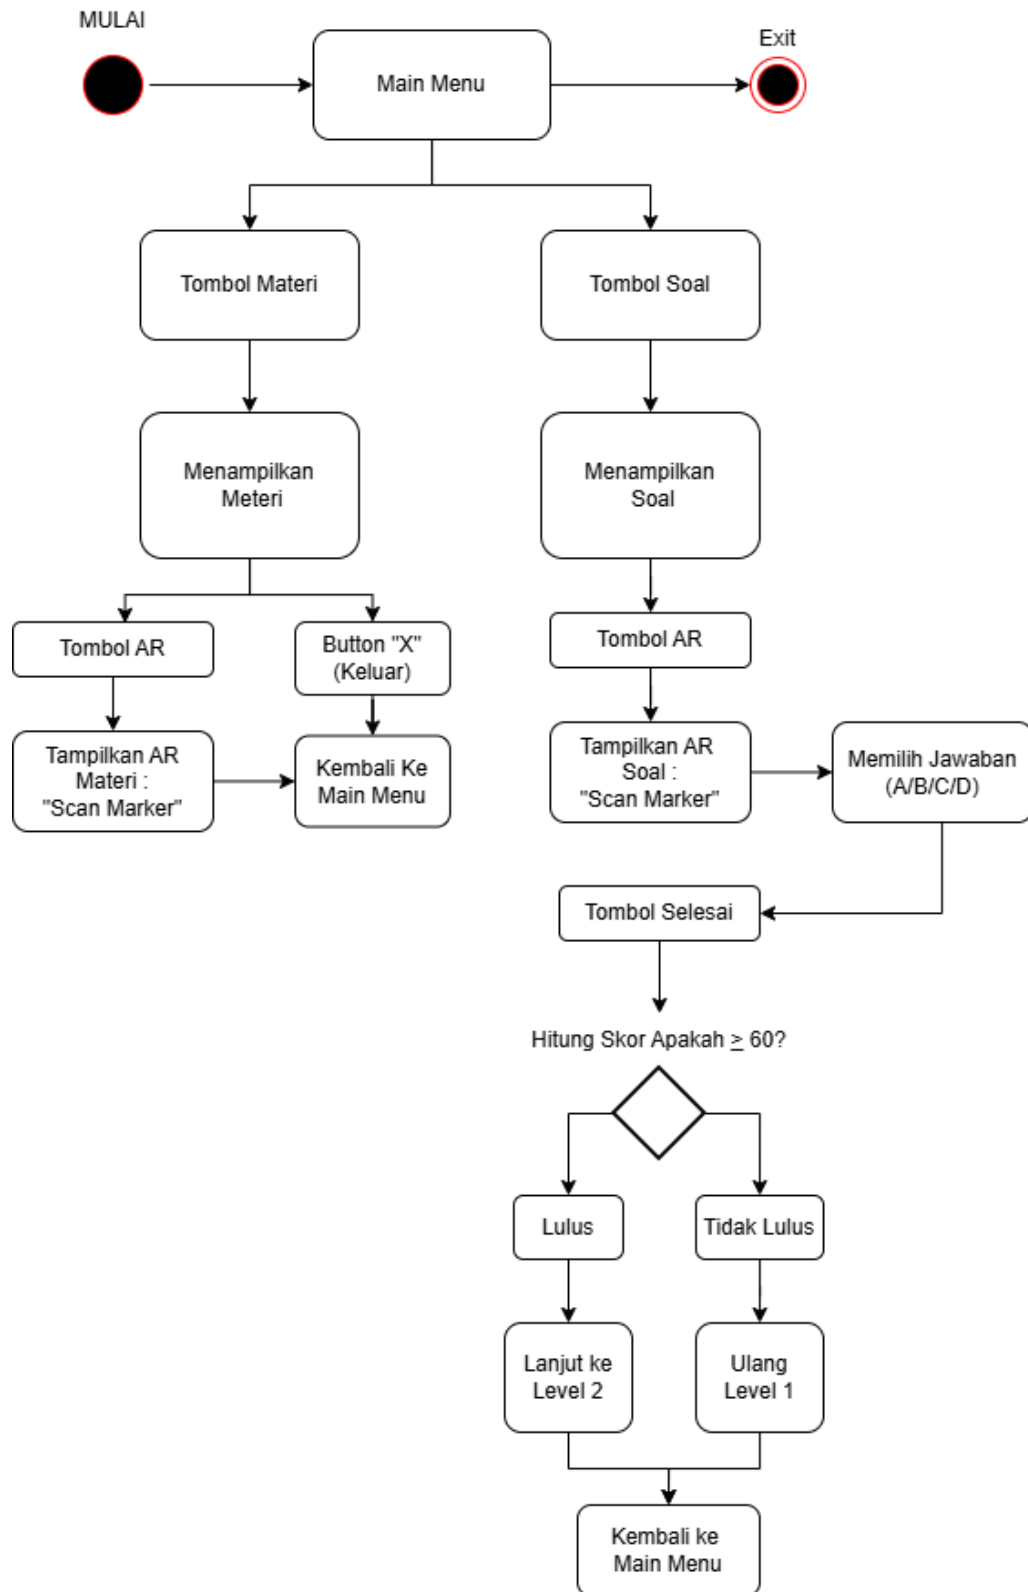 MULAI
Exit
Main Menu
Tombol Materi
Tombol Soal
Menampilkan
Meteri
Menampilkan
Soal
Tombol AR
Button "X"
(Keluar)
Tombol AR
Tampilkan AR
Materi :
"Scan Marker"
Kembali Ke
Main Menu
Tampilkan AR
Soal :
"Scan Marker"
Memilih Jawaban
(A/B/C/D)
Tombol Selesai
Hitung Skor Apakah ≥ 60?
Lulus
Tidak Lulus
Lanjut ke
Level 2
Ulang
Level 1
Kembali ke
Main Menu